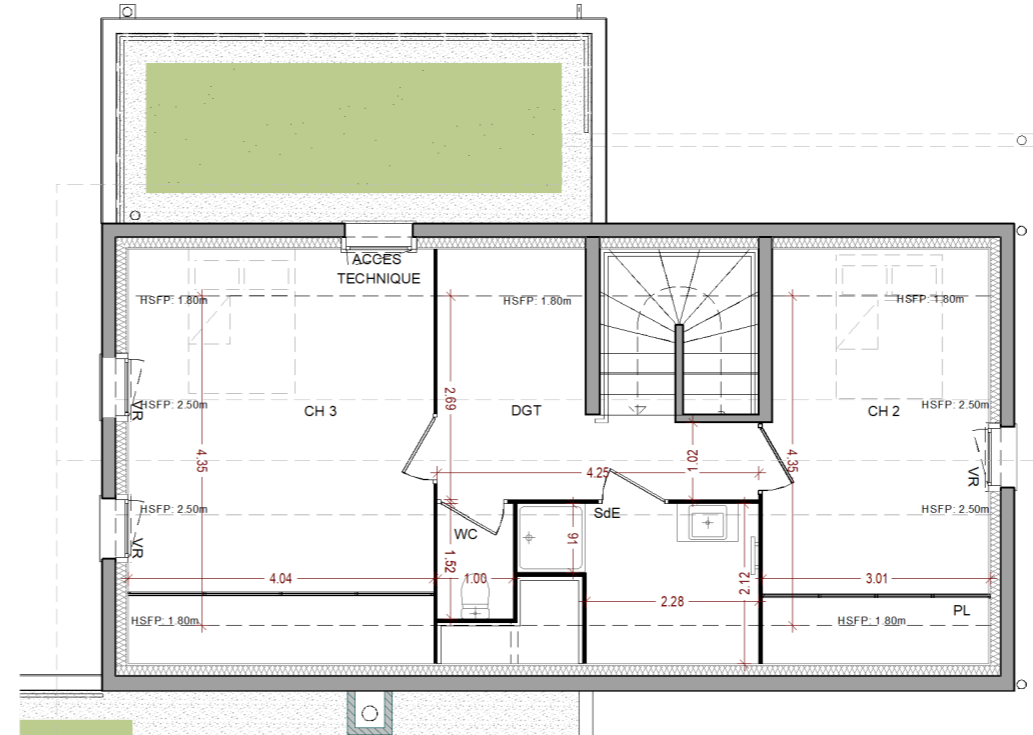 ACCES
TECHNIQUE
HSFP: 1.80m
HSFP: 1.80m
HSFP: 1.80m
VR
HSFP: 2.50m
CH 3
2.69
DGT
CH 2
HSFP: 2.50m
4.35
4.25
1.02
4.35
VR
HSFP: 2.50m
VR
WC
SdE
HSFP: 2.50m
1.52
.91
4.04
1.00
2.28
2.12
3.01
HSFP: 1.80m
HSFP: 1.80m
PL